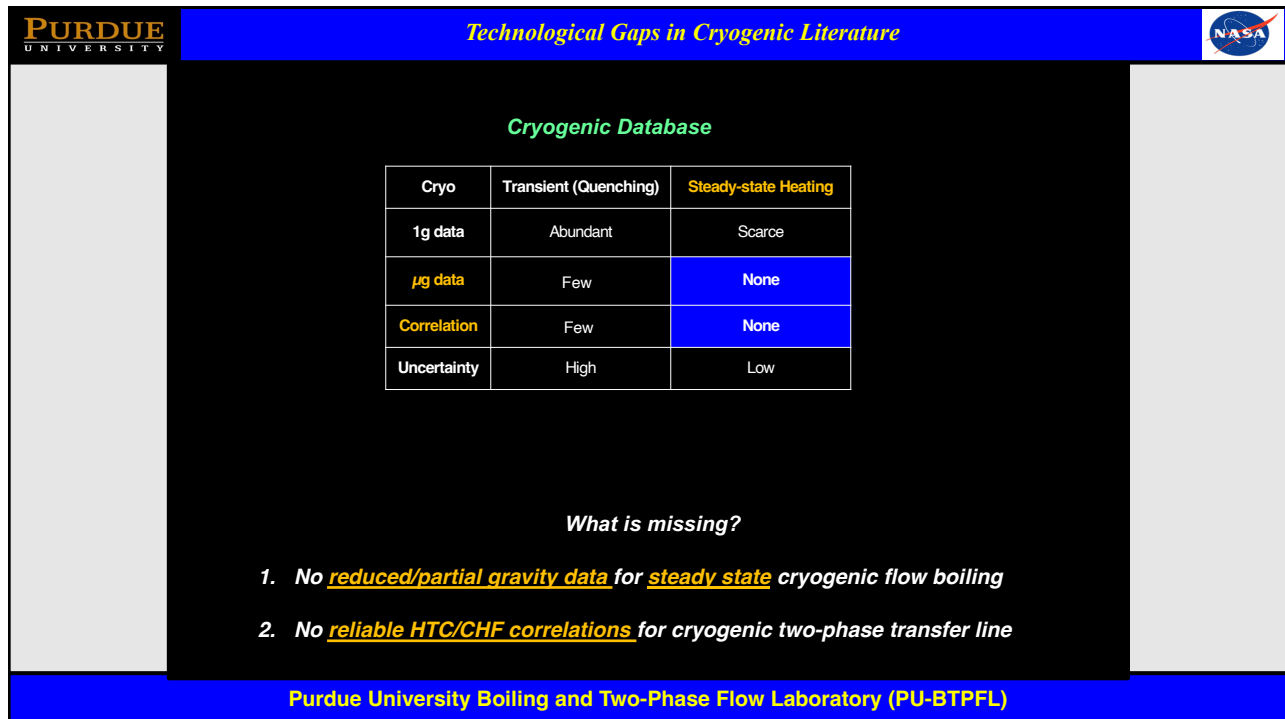 PURDUE
UNIVERSITY
Technological Gaps in Cryogenic Literature
NASA
Cryogenic Database
Cryo Transient (Quenching) Steady-state Heating
1g data Abundant Scarce
µg data Few None
Correlation Few None
Uncertainty High Low
What is missing?
1. No reduced/partial gravity data for steady state cryogenic flow boiling
2. No reliable HTC/CHF correlations for cryogenic two-phase transfer line
Purdue University Boiling and Two-Phase Flow Laboratory (PU-BTPFL)